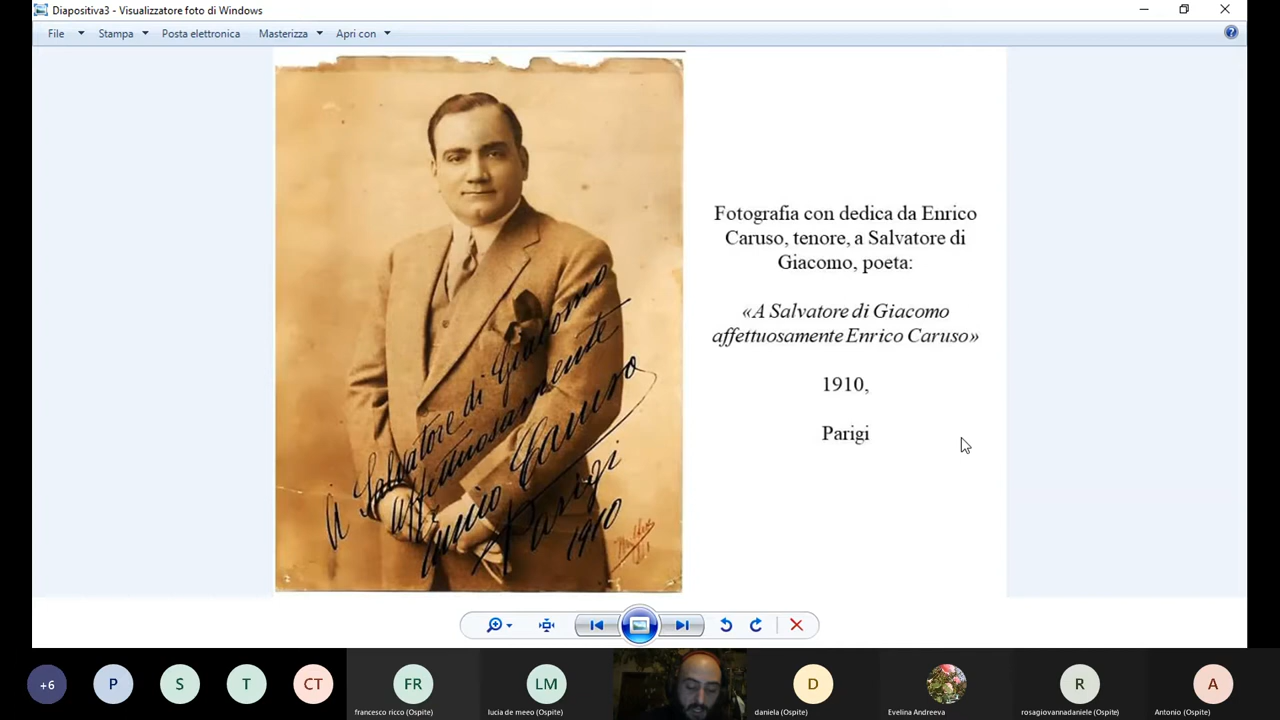 Diapositiva3 - Visualizzatore foto di Windows
File
Stampa
Posta elettronica
Masterizza
Apri con
Fotografia con dedica da Enrico
Caruso, tenore, a Salvatore di
Giacomo, poeta:
«A Salvatore di Giacomo
affettuosamente Enrico Caruso»
1910,
Parigi
A Salvatore di Giacomo
affettuosamente
Enrico Caruso
Parigi
1910
+6
P
S
T
CT
FR
francesco ricco (Ospite)
LM
lucia de meeo (Ospite)
D
daniela (Ospite)
Evelina Andreeva
R
rosagiovannadaniele (Ospite)
A
Antonio (Ospite)